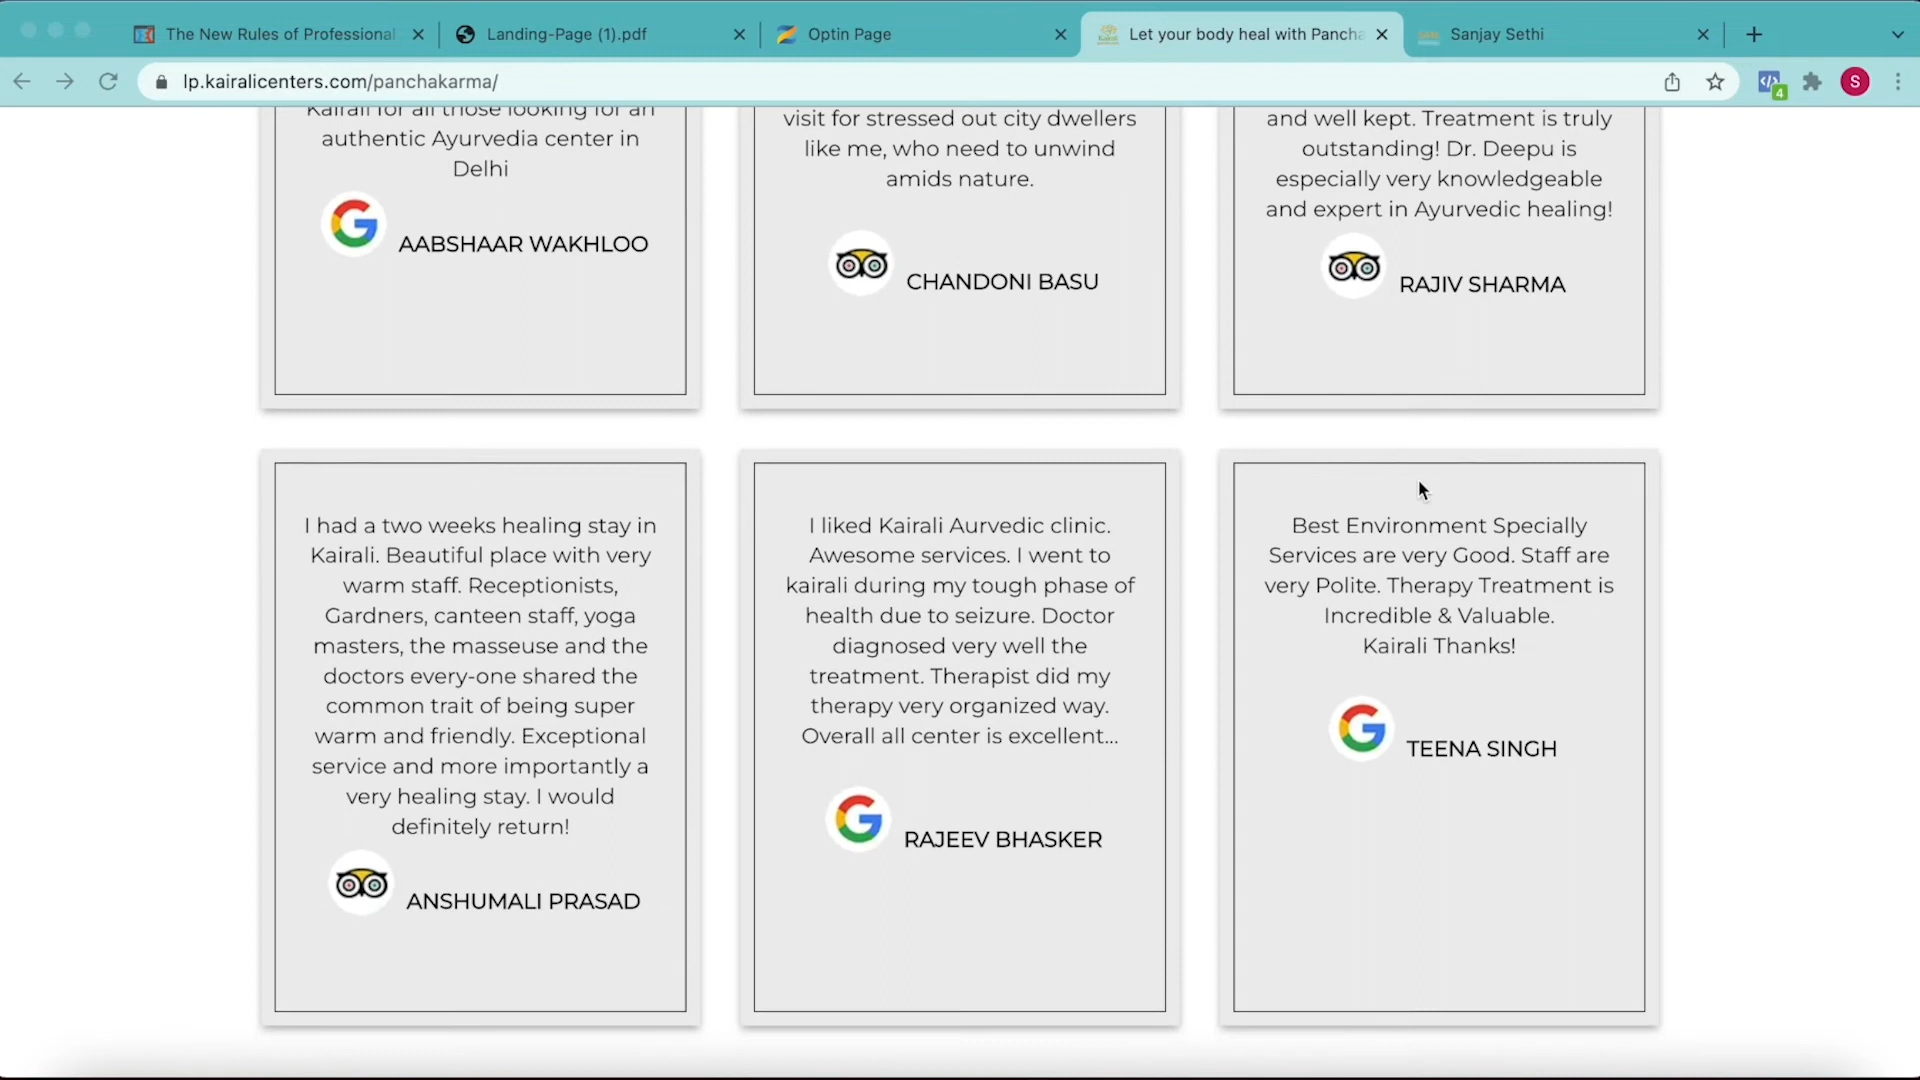 The New Rules of Professional
Landing-Page (1).pdf
Optin Page
Let your body heal with Pancha
Sanjay Sethi
lp.kairalicenters.com/panchakarma/
4
S
Kairali for all those looking for an
authentic Ayurvedia center in
Delhi
AABSHAAR WAKHLOO
visit for stressed out city dwellers
like me, who need to unwind
amids nature.
CHANDONI BASU
and well kept. Treatment is truly
outstanding! Dr. Deepu is
especially very knowledgeable
and expert in Ayurvedic healing!
RAJIV SHARMA
I had a two weeks healing stay in
Kairali. Beautiful place with very
warm staff. Receptionists,
Gardners, canteen staff, yoga
masters, the masseuse and the
doctors every-one shared the
common trait of being super
warm and friendly. Exceptional
service and more importantly a
very healing stay. I would
definitely return!
ANSHUMALI PRASAD
I liked Kairali Aurvedic clinic.
Awesome services. I went to
kairali during my tough phase of
health due to seizure. Doctor
diagnosed very well the
treatment. Therapist did my
therapy very organized way.
Overall all center is excellent...
RAJEEV BHASKER
Best Environment Specially
Services are very Good. Staff are
very Polite. Therapy Treatment is
Incredible & Valuable.
Kairali Thanks!
TEENA SINGH